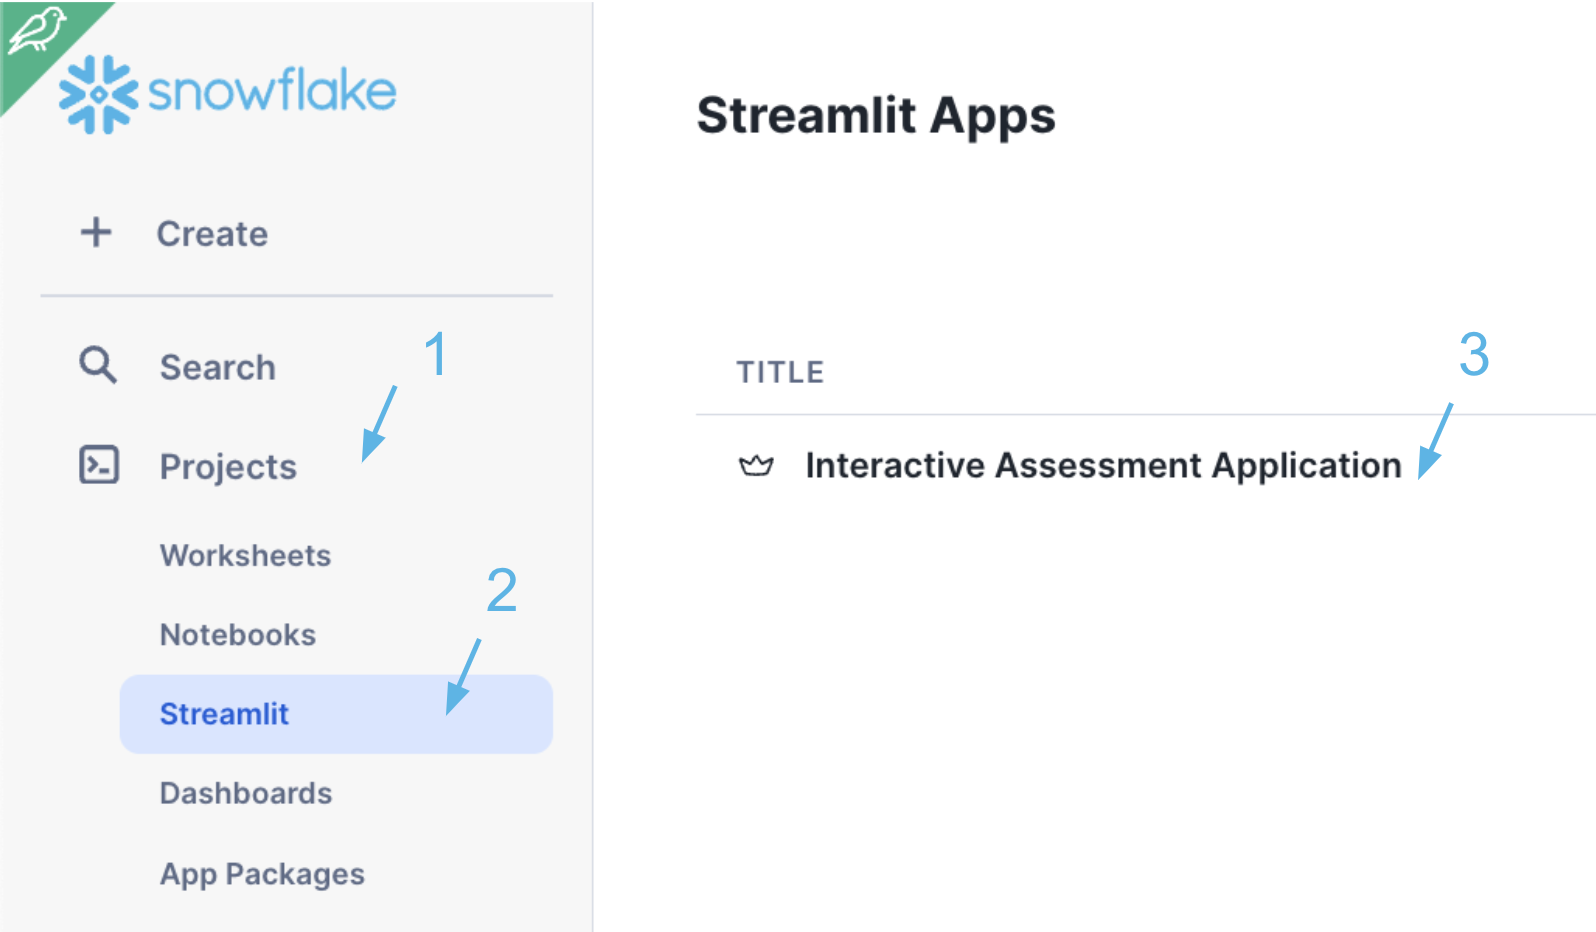 snowflake
Create
Search
1
Projects
Worksheets
Notebooks
2
Streamlit
Dashboards
App Packages
Streamlit Apps
TITLE
3
Interactive Assessment Application